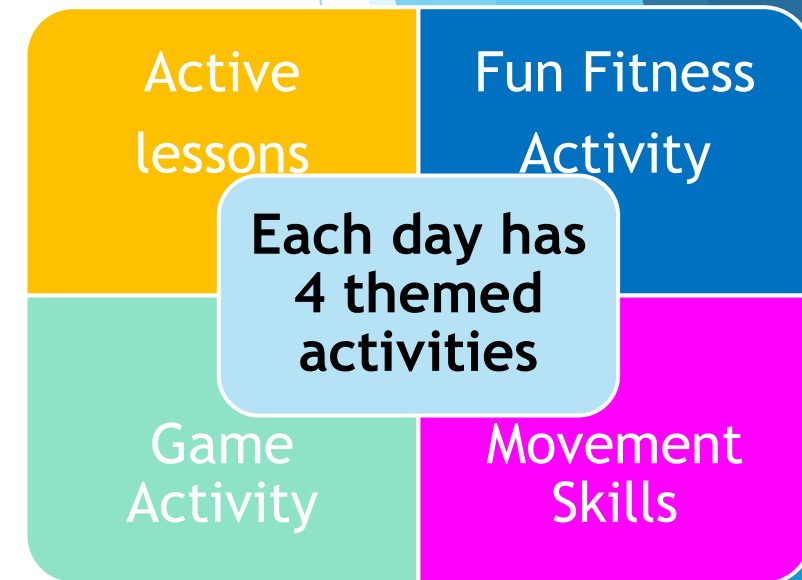 Active
lessons
Fun Fitness
Activity
Each day has
4 themed
activities
Game
Activity
Movement
Skills